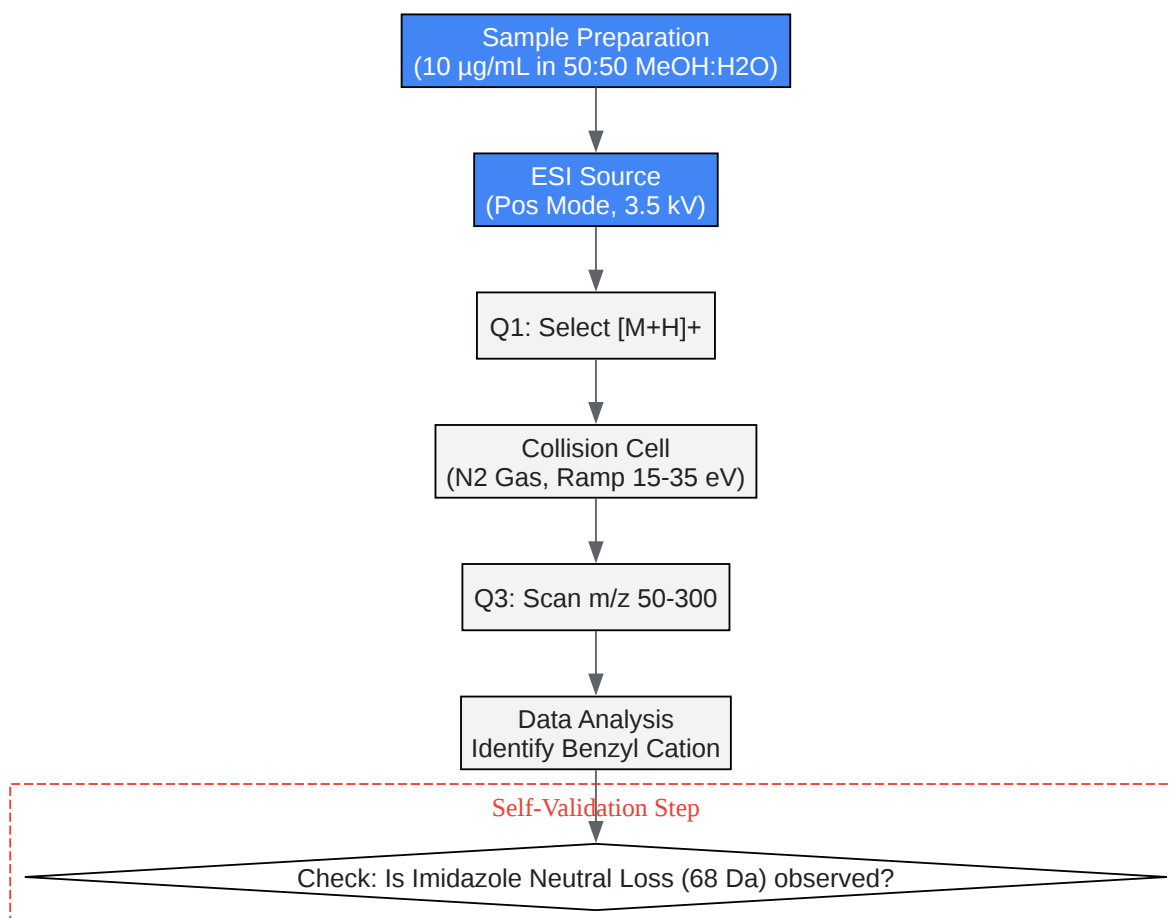 Sample Preparation
(10 µg/mL in 50:50 MeOH:H2O)
ESI Source
(Pos Mode, 3.5 kV)
Q1: Select [M+H]+
Collision Cell
(N2 Gas, Ramp 15-35 eV)
Q3: Scan m/z 50-300
Data Analysis
Identify Benzyl Cation
Self-Validation Step
Check: Is Imidazole Neutral Loss (68 Da) observed?